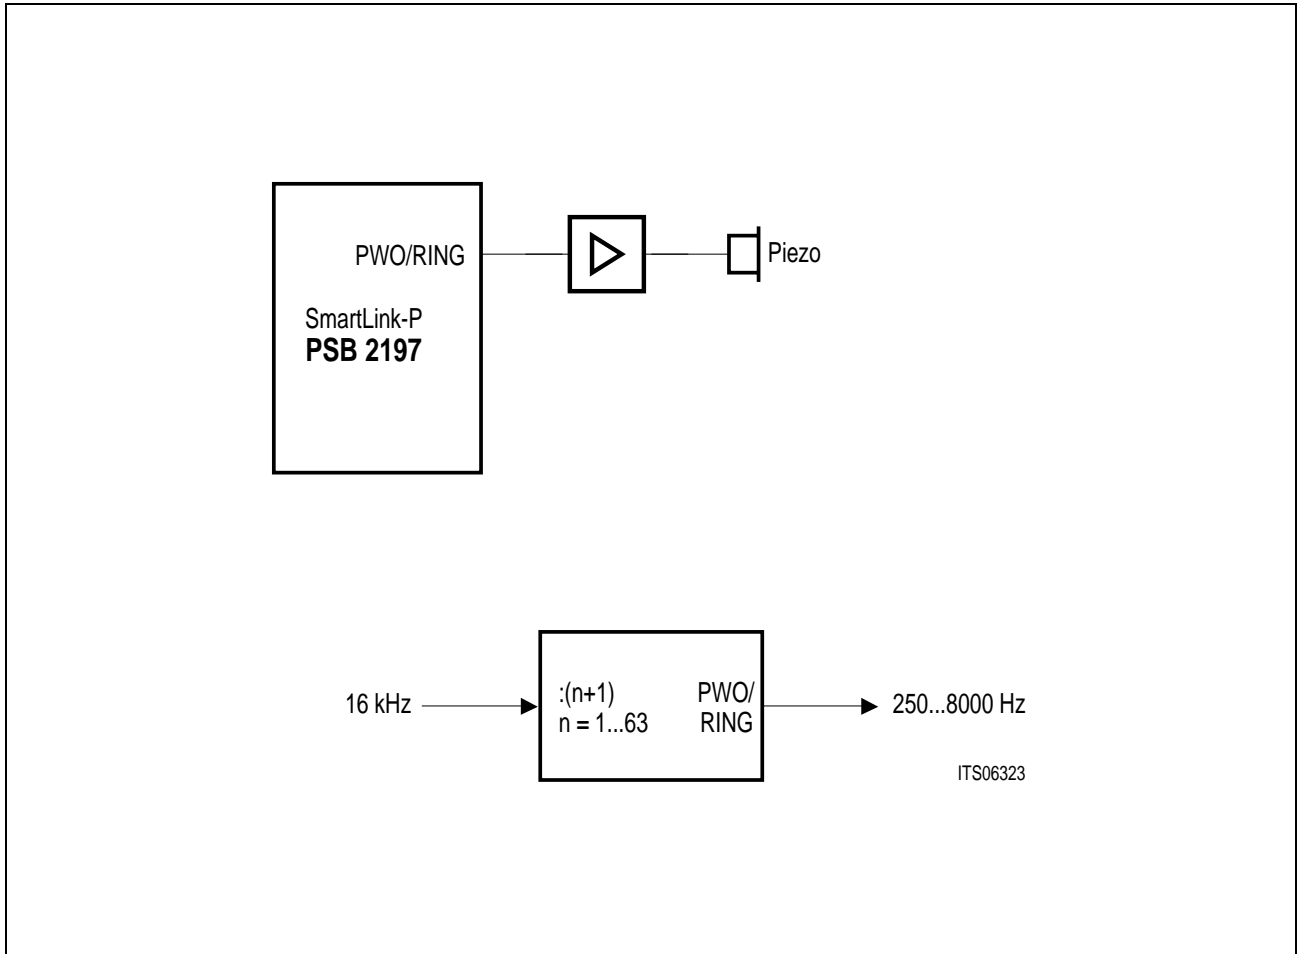 PWO/RING
Piezo
SmartLink-P
PSB 2197
16 kHz
:(n+1)
n = 1...63
PWO/
RING
250...8000 Hz
ITS06323